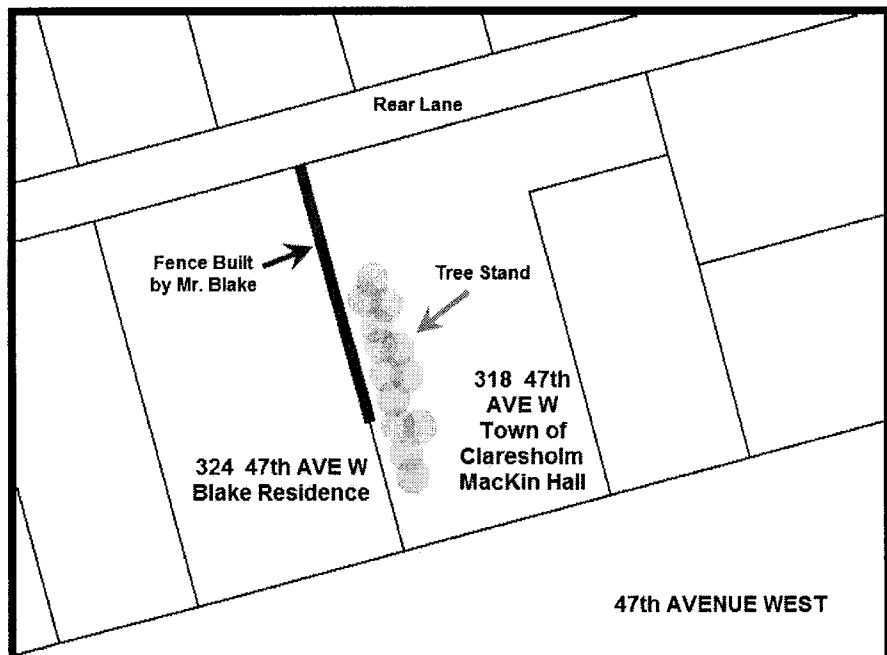 Rear Lane
Fence Built
by Mr. Blake
Tree Stand
318 47th
AVE W
Town of
Claresholm
MacKin Hall
324 47th AVE W
Blake Residence
47th AVENUE WEST